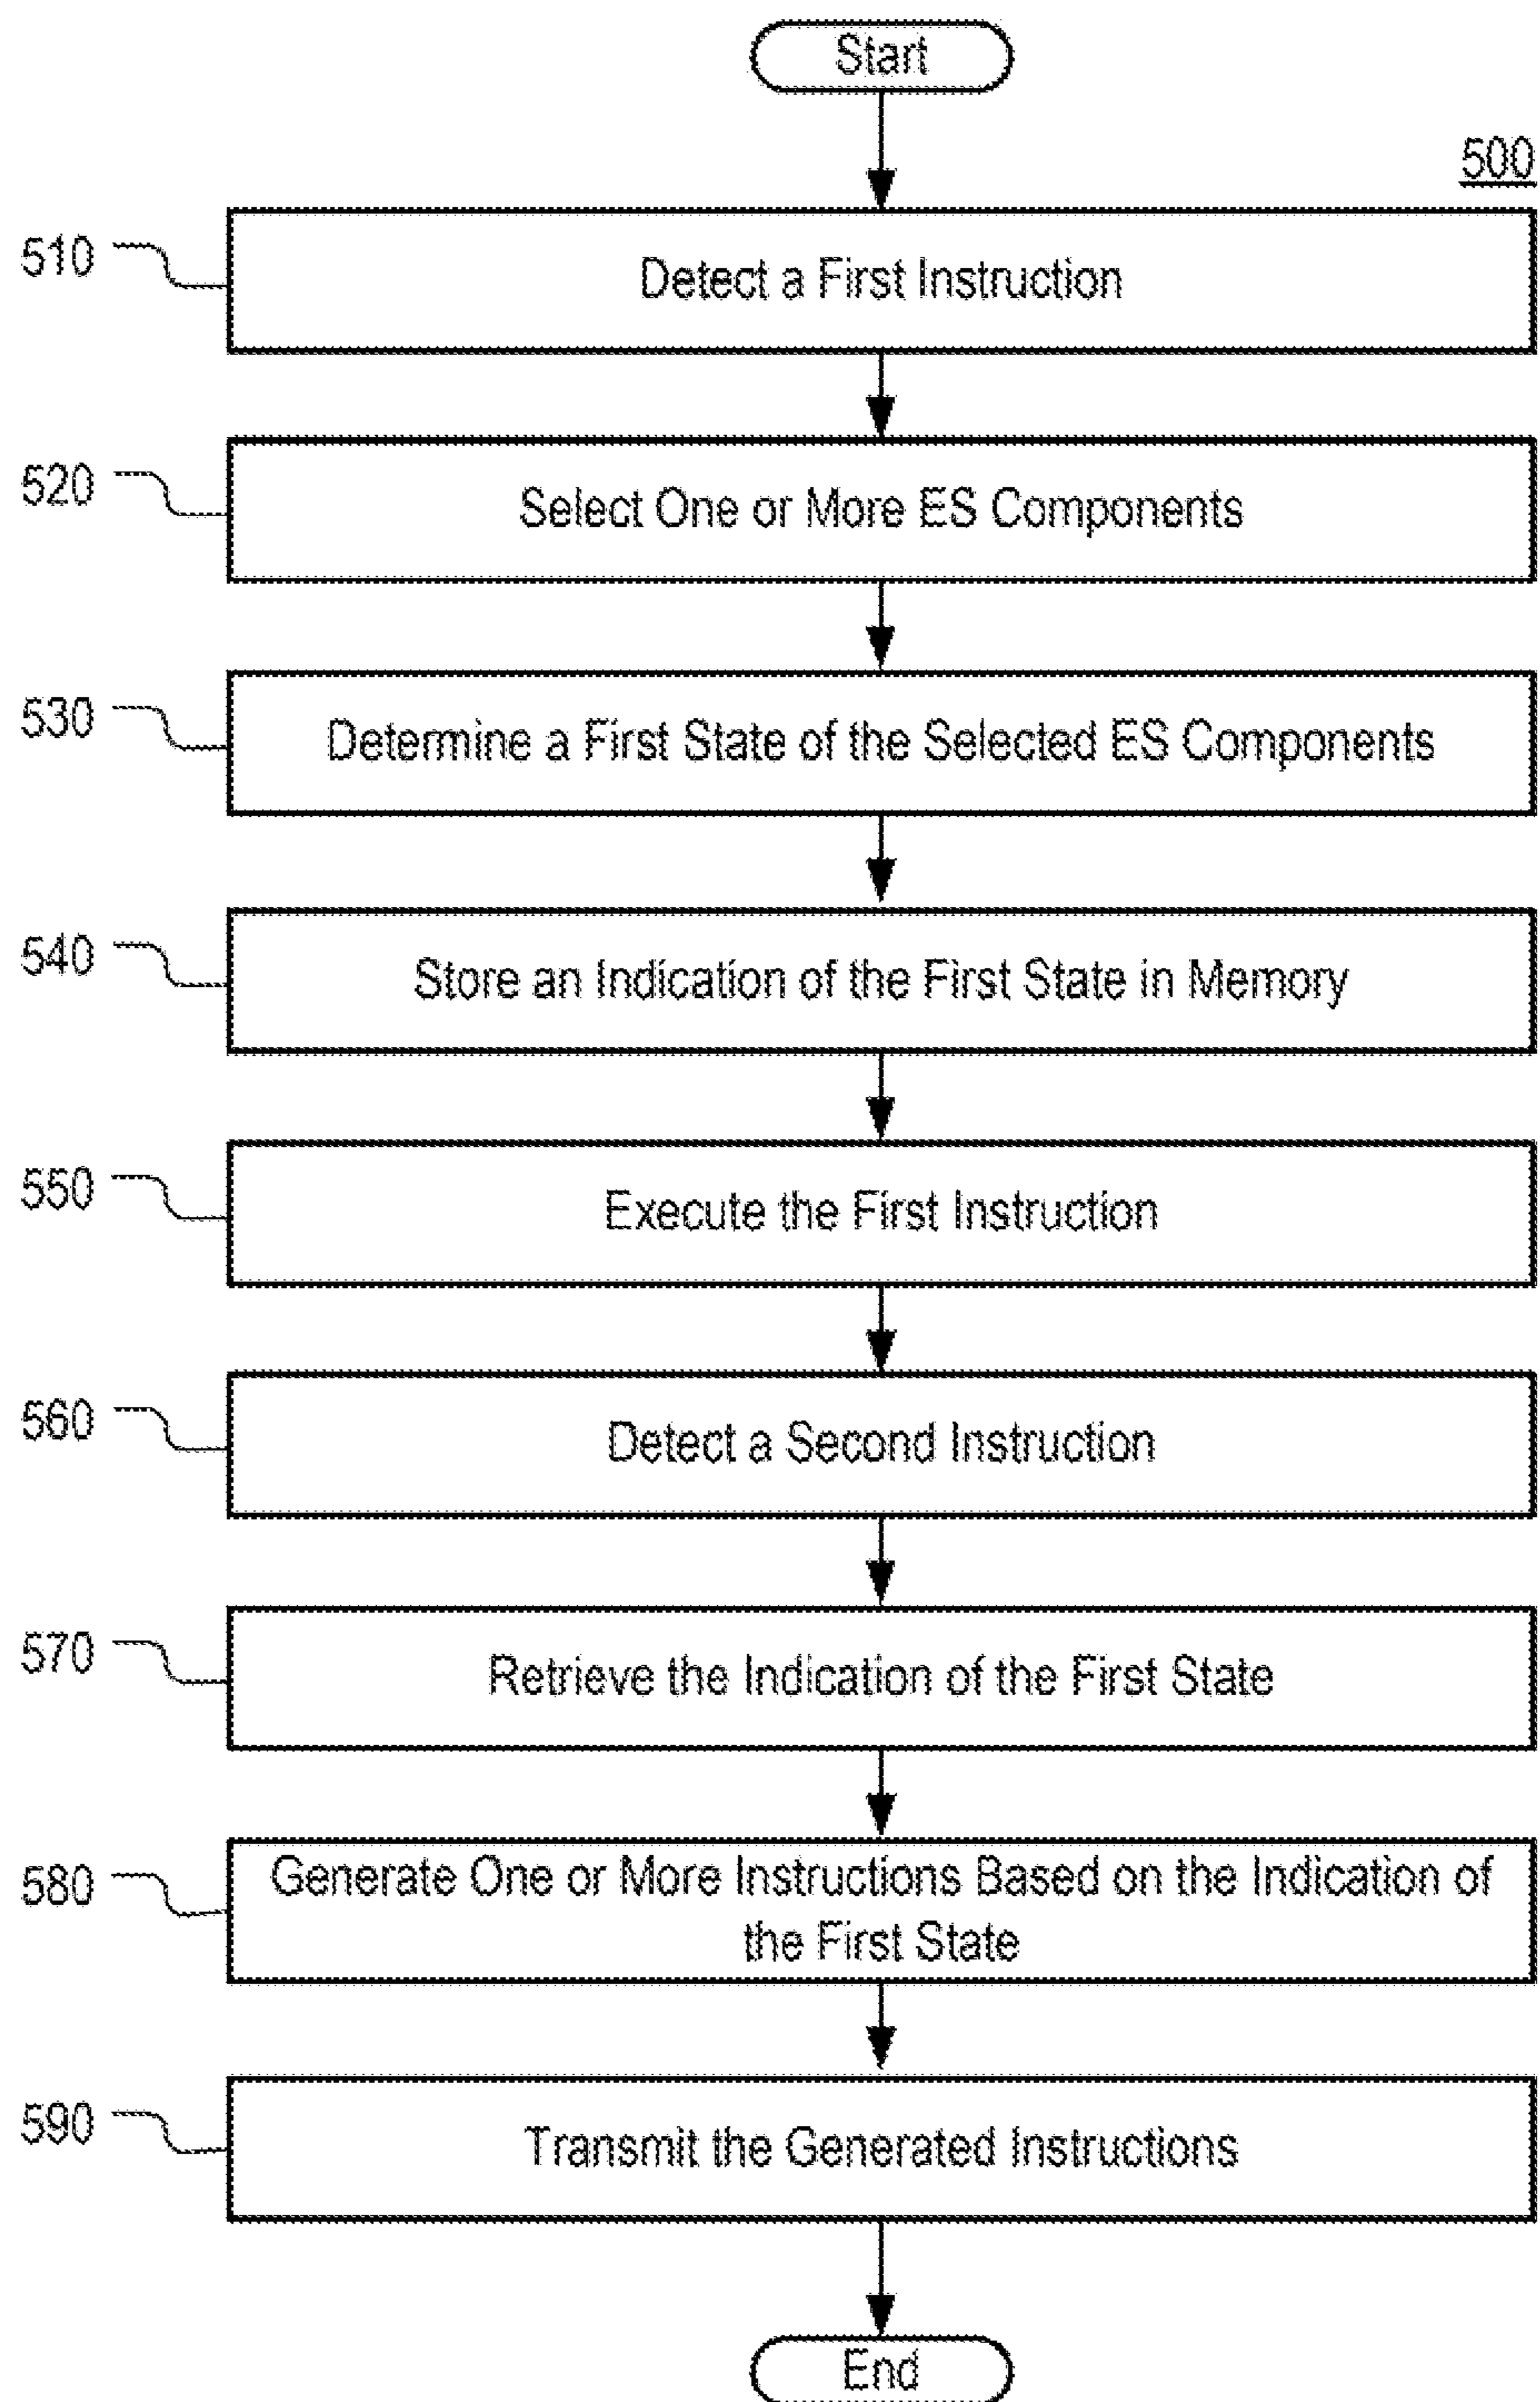 Start
500
510
Detect a First Instruction
520
Select One or More ES Components
530
Determine a First State of the Selected ES Components
540
Store an Indication of the First State in Memory
550
Execute the First Instruction
560
Detect a Second Instruction
570
Retrieve the Indication of the First State
580
Generate One or More Instructions Based on the Indication of
the First State
590
Transmit the Generated Instructions
End